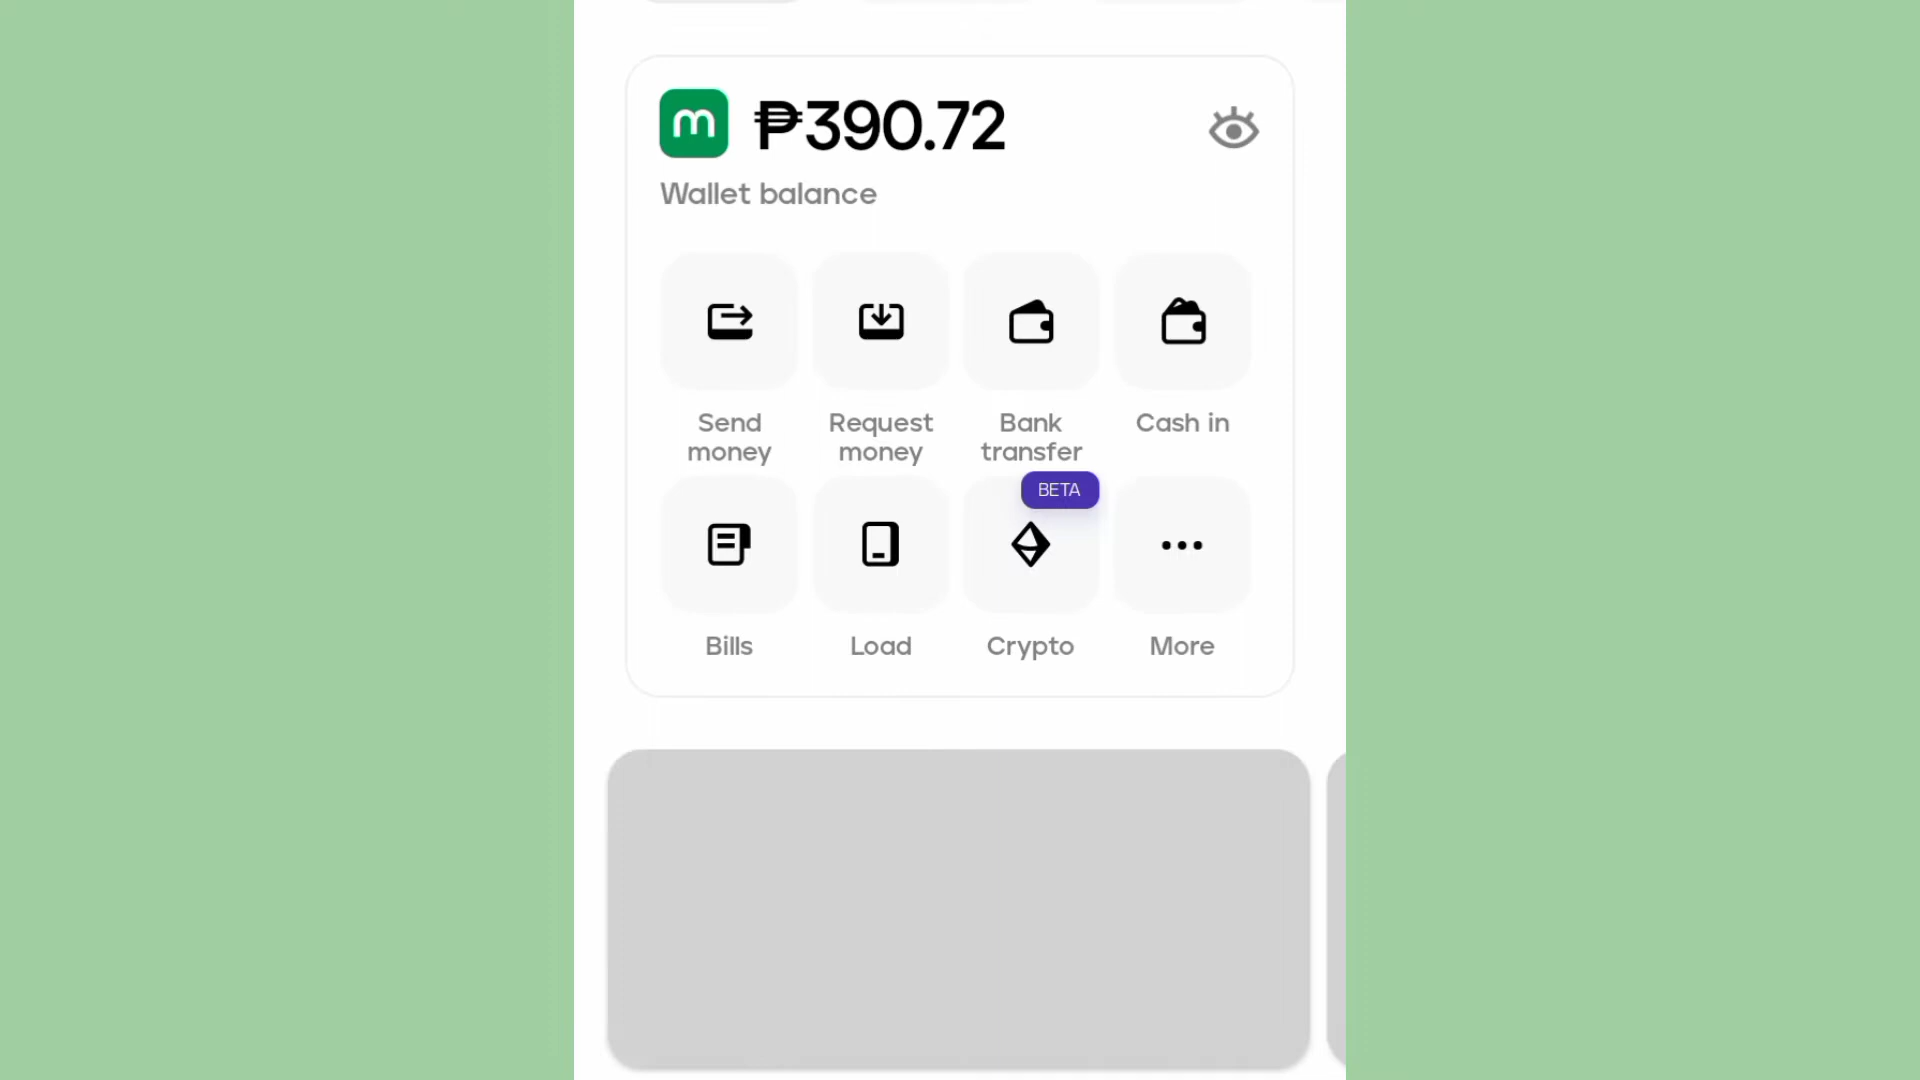 m ₱390.72
Wallet balance
Send money
Request money
Bank transfer
Cash in
BETA
Bills
Load
Crypto
More